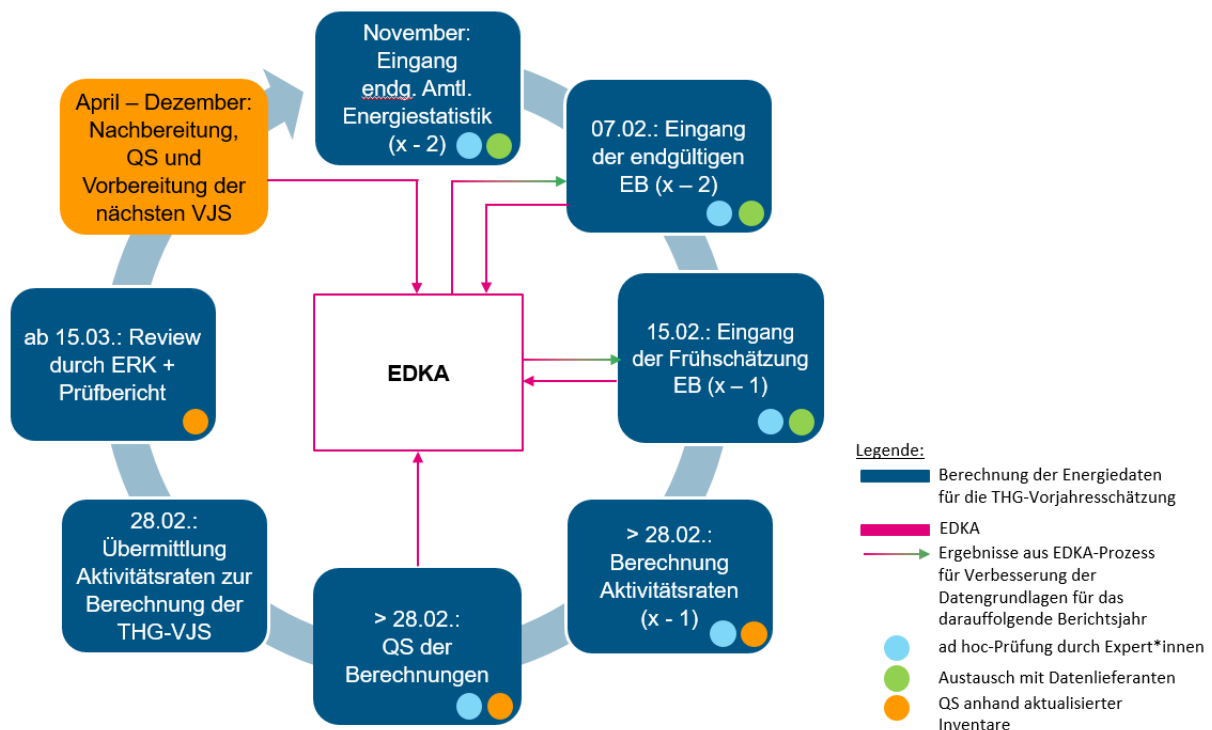 November:
Eingang
endg. Amtl.
Energiestatistik
(x - 2)
07.02.: Eingang
der endgültigen
EB (x – 2)
15.02.: Eingang
der Frühschätzung
EB (x – 1)
> 28.02.:
Berechnung
Aktivitätsraten
(x - 1)
> 28.02.:
QS der
Berechnungen
28.02.:
Übermittlung
Aktivitätsraten zur
Berechnung der
THG-VJS
ab 15.03.: Review
durch ERK +
Prüfbericht
April – Dezember:
Nachbereitung,
QS und
Vorbereitung der
nächsten VJS
EDKA
Legende:
Berechnung der Energiedaten
für die THG-Vorjahresschätzung
EDKA
Ergebnisse aus EDKA-Prozess
für Verbesserung der
Datengrundlagen für das
darauffolgende Berichtsjahr
ad hoc-Prüfung durch Expert*innen
Austausch mit Datenlieferanten
QS anhand aktualisierter
Inventare